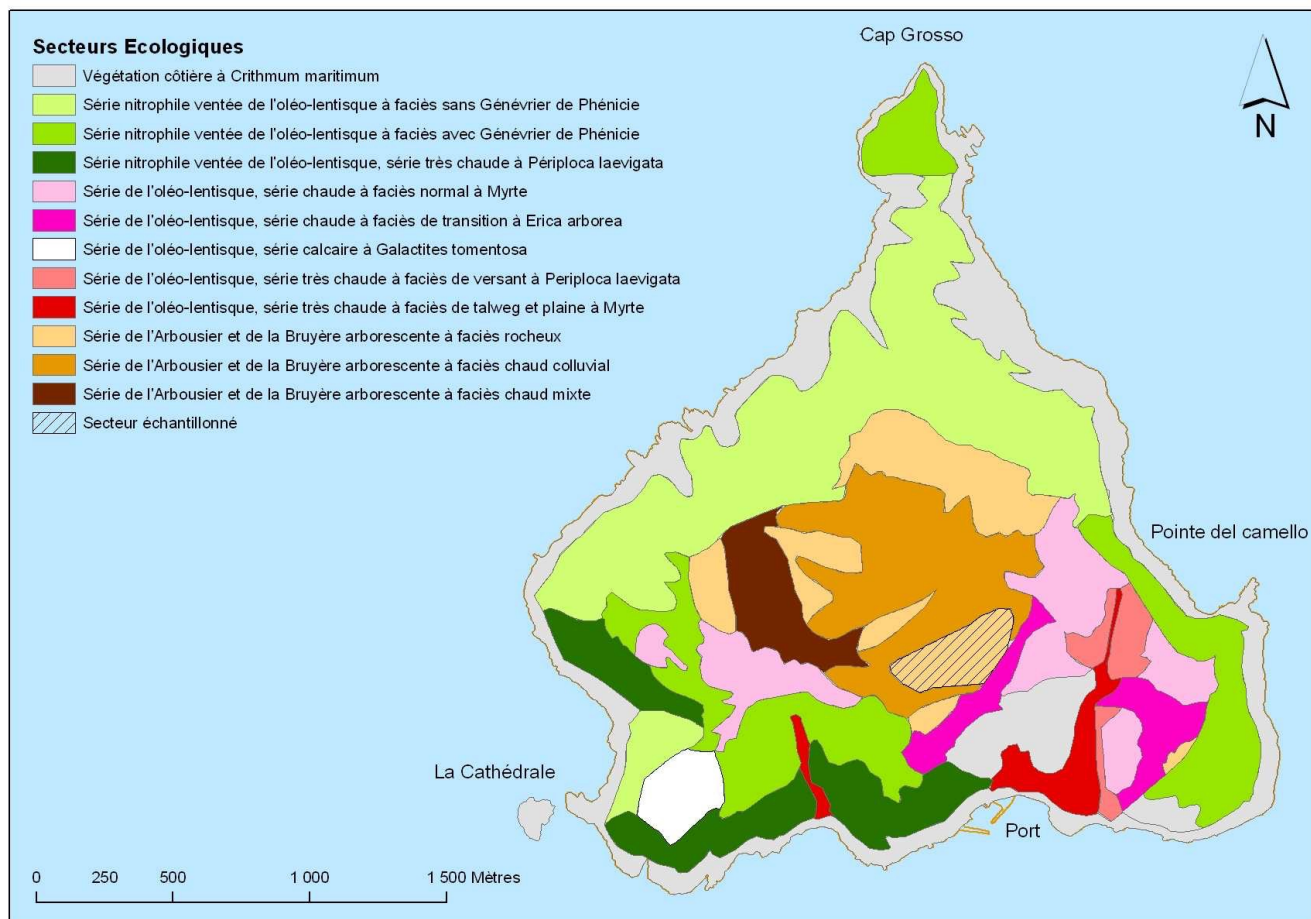 Secteurs Ecologiques
Végétation côtière à Crithmum maritimum
Série nitrophile ventée de l'oléo-lentisque à faciès sans Génévrier de Phénicie
Série nitrophile ventée de l'oléo-lentisque à faciès avec Génévrier de Phénicie
Série nitrophile ventée de l'oléo-lentisque, série très chaude à Périploca laevigata
Série de l'oléo-lentisque, série chaude à faciès normal à Myrte
Série de l'oléo-lentisque, série chaude à faciès de transition à Erica arborea
Série de l'oléo-lentisque, série calcaire à Galactites tomentosa
Série de l'oléo-lentisque, série très chaude à faciès de versant à Periploca laevigata
Série de l'oléo-lentisque, série très chaude à faciès de talweg et plaine à Myrte
Série de l'Arbousier et de la Bruyère arborescente à faciès rocheux
Série de l'Arbousier et de la Bruyère arborescente à faciès chaud colluvial
Série de l'Arbousier et de la Bruyère arborescente à faciès chaud mixte
Secteur échantillonné
Cap Grosso
N
Pointe del camello
La Cathédrale
Port
0 250 500 1 000 1 500 Mètres